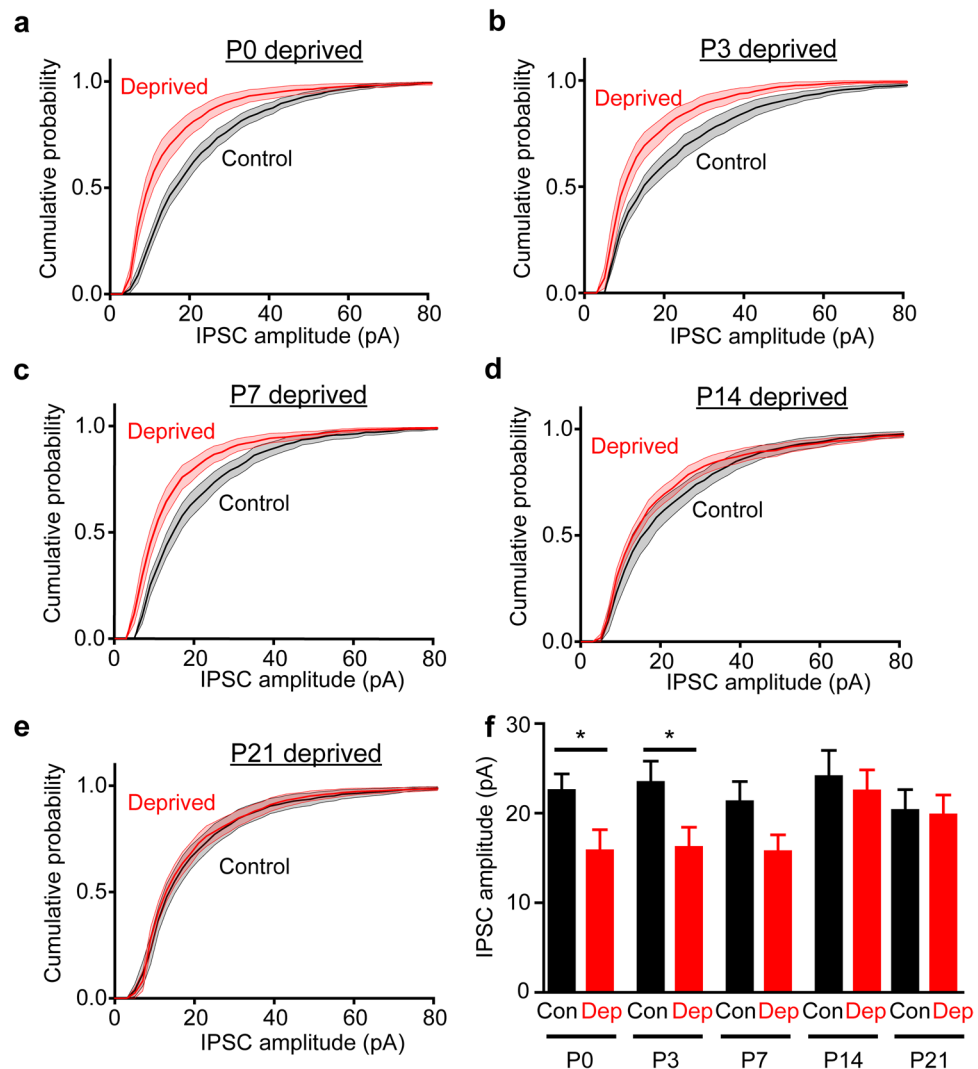 a
P0 deprived
Cumulative probability
1.0
0.5
0.0
Deprived
Control
0 20 40 60 80
IPSC amplitude (pA)
b
P3 deprived
Cumulative probability
1.0
0.5
0.0
Deprived
Control
0 20 40 60 80
IPSC amplitude (pA)
c
P7 deprived
Cumulative probability
1.0
0.5
0.0
Deprived
Control
0 20 40 60 80
IPSC amplitude (pA)
d
P14 deprived
Cumulative probability
1.0
0.5
0.0
Deprived
Control
0 20 40 60 80
IPSC amplitude (pA)
e
P21 deprived
Cumulative probability
1.0
0.5
0.0
Deprived
Control
0 20 40 60 80
IPSC amplitude (pA)
f
IPSC amplitude (pA)
30
20
10
0
* *
Con Dep Con Dep Con Dep Con Dep Con Dep
P0 P3 P7 P14 P21